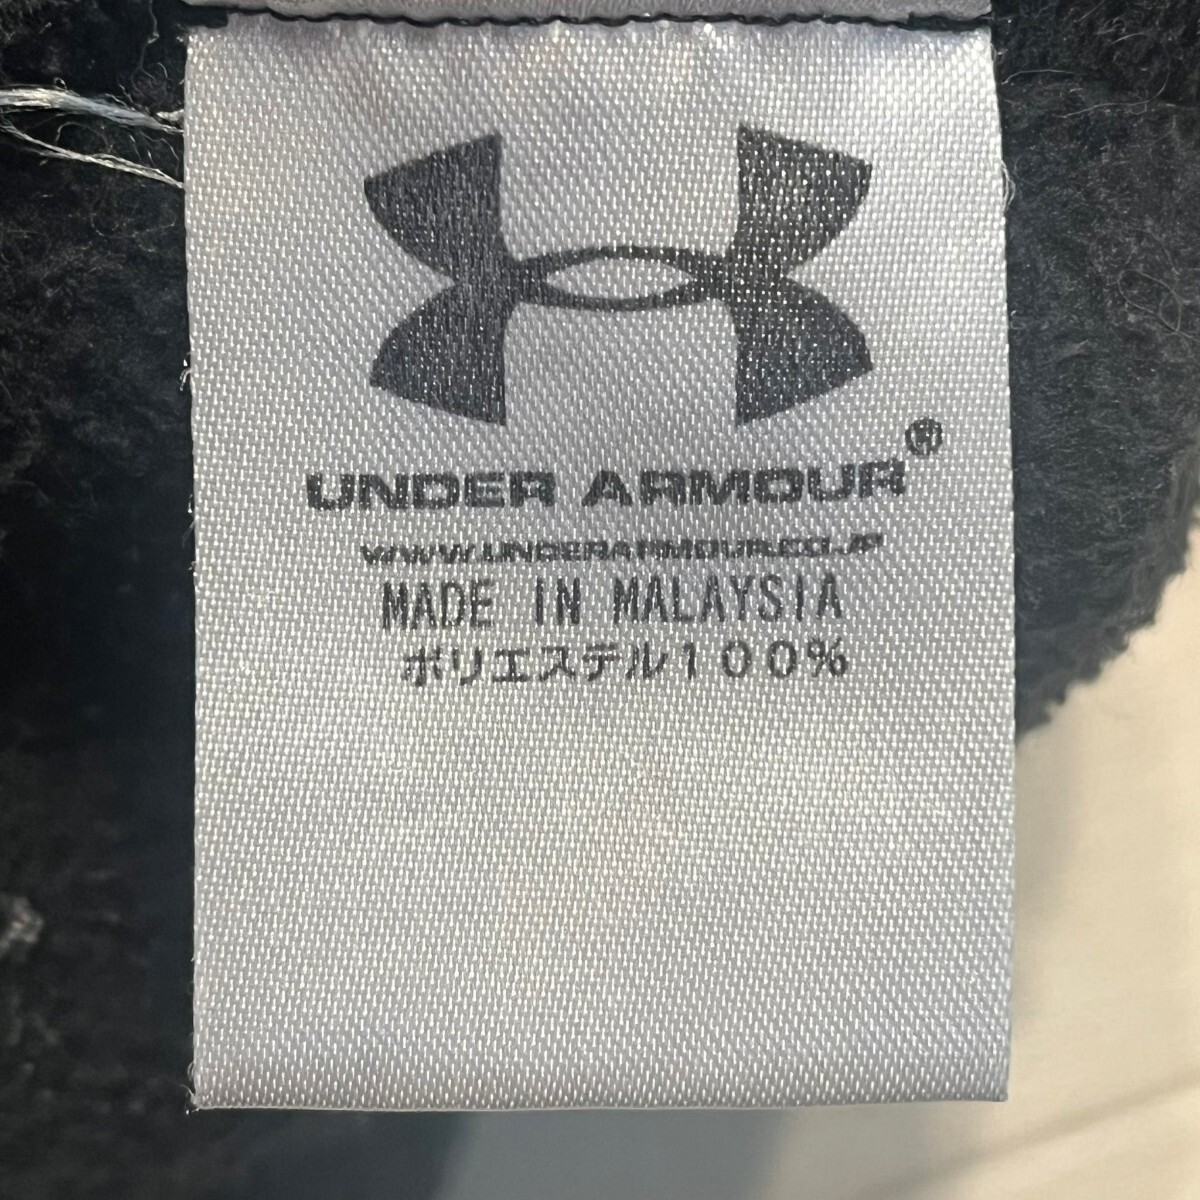 UNDER ARMOUR®
WWW.UNDERARMOUR.CO.JP
MADE IN MALAYSIA
ポリエステル100%